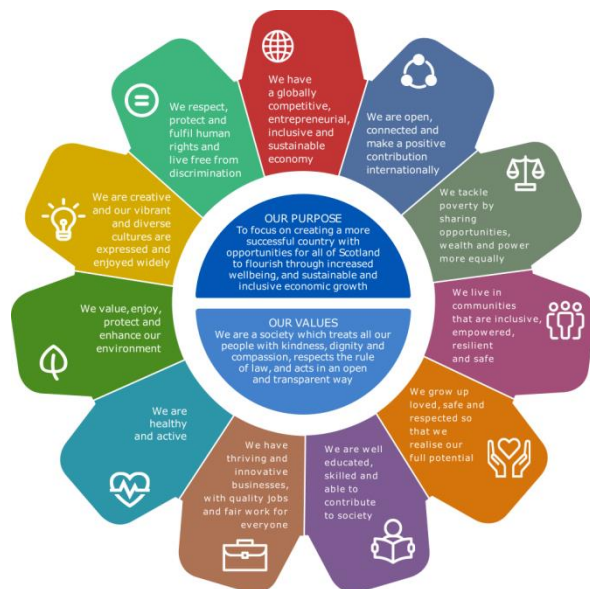 We have
a globally
competitive,
entrepreneurial,
inclusive and
sustainable
economy
We are open,
connected and
make a positive
contribution
internationally
We tackle
poverty by
sharing
opportunities,
wealth and power
more equally
We live in
communities
that are inclusive,
empowered,
resilient
and safe
We grow up
loved, safe and
respected so
that we
realise our
full potential
We are well
educated,
skilled and
able to
contribute
to society
We have
thriving and
innovative
businesses,
with quality jobs
and fair work for
everyone
We are
healthy
and active
We value, enjoy,
protect and
enhance our
environment
We are creative
and our vibrant
and diverse
cultures are
expressed and
enjoyed widely
We respect,
protect and
fulfil human
rights and
live free from
discrimination
OUR PURPOSE
To focus on creating a more
successful country with
opportunities for all of Scotland
to flourish through increased
wellbeing, and sustainable and
inclusive economic growth
OUR VALUES
We are a society which treats all our
people with kindness, dignity and
compassion, respects the rule
of law, and acts in an open
and transparent way